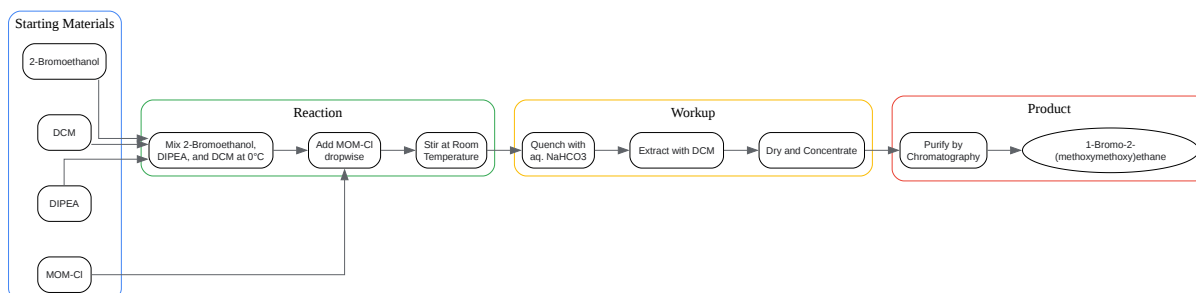 Starting Materials
2-Bromoethanol
DCM
DIPEA
MOM-Cl
Reaction
Mix 2-Bromoethanol,
DIPEA, and DCM at 0°C
Add MOM-Cl
dropwise
Stir at Room
Temperature
Workup
Quench with
aq. NaHCO3
Extract with DCM
Dry and Concentrate
Product
Purify by
Chromatography
1-Bromo-2-
(methoxymethoxy)ethane